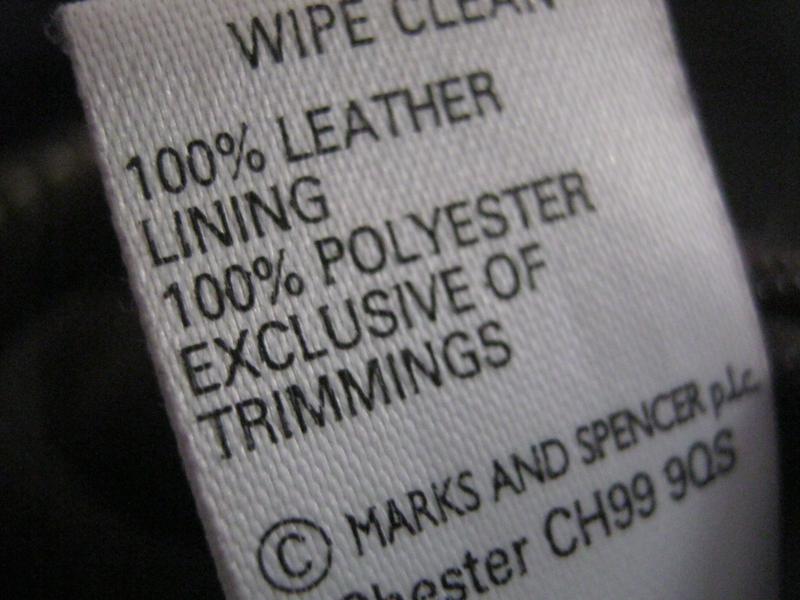 WIPE CLEAN
100% LEATHER
LINING
100% POLYESTER
EXCLUSIVE OF
TRIMMINGS
© MARKS AND SPENCER p.l.c.
Chester CH99 9QS